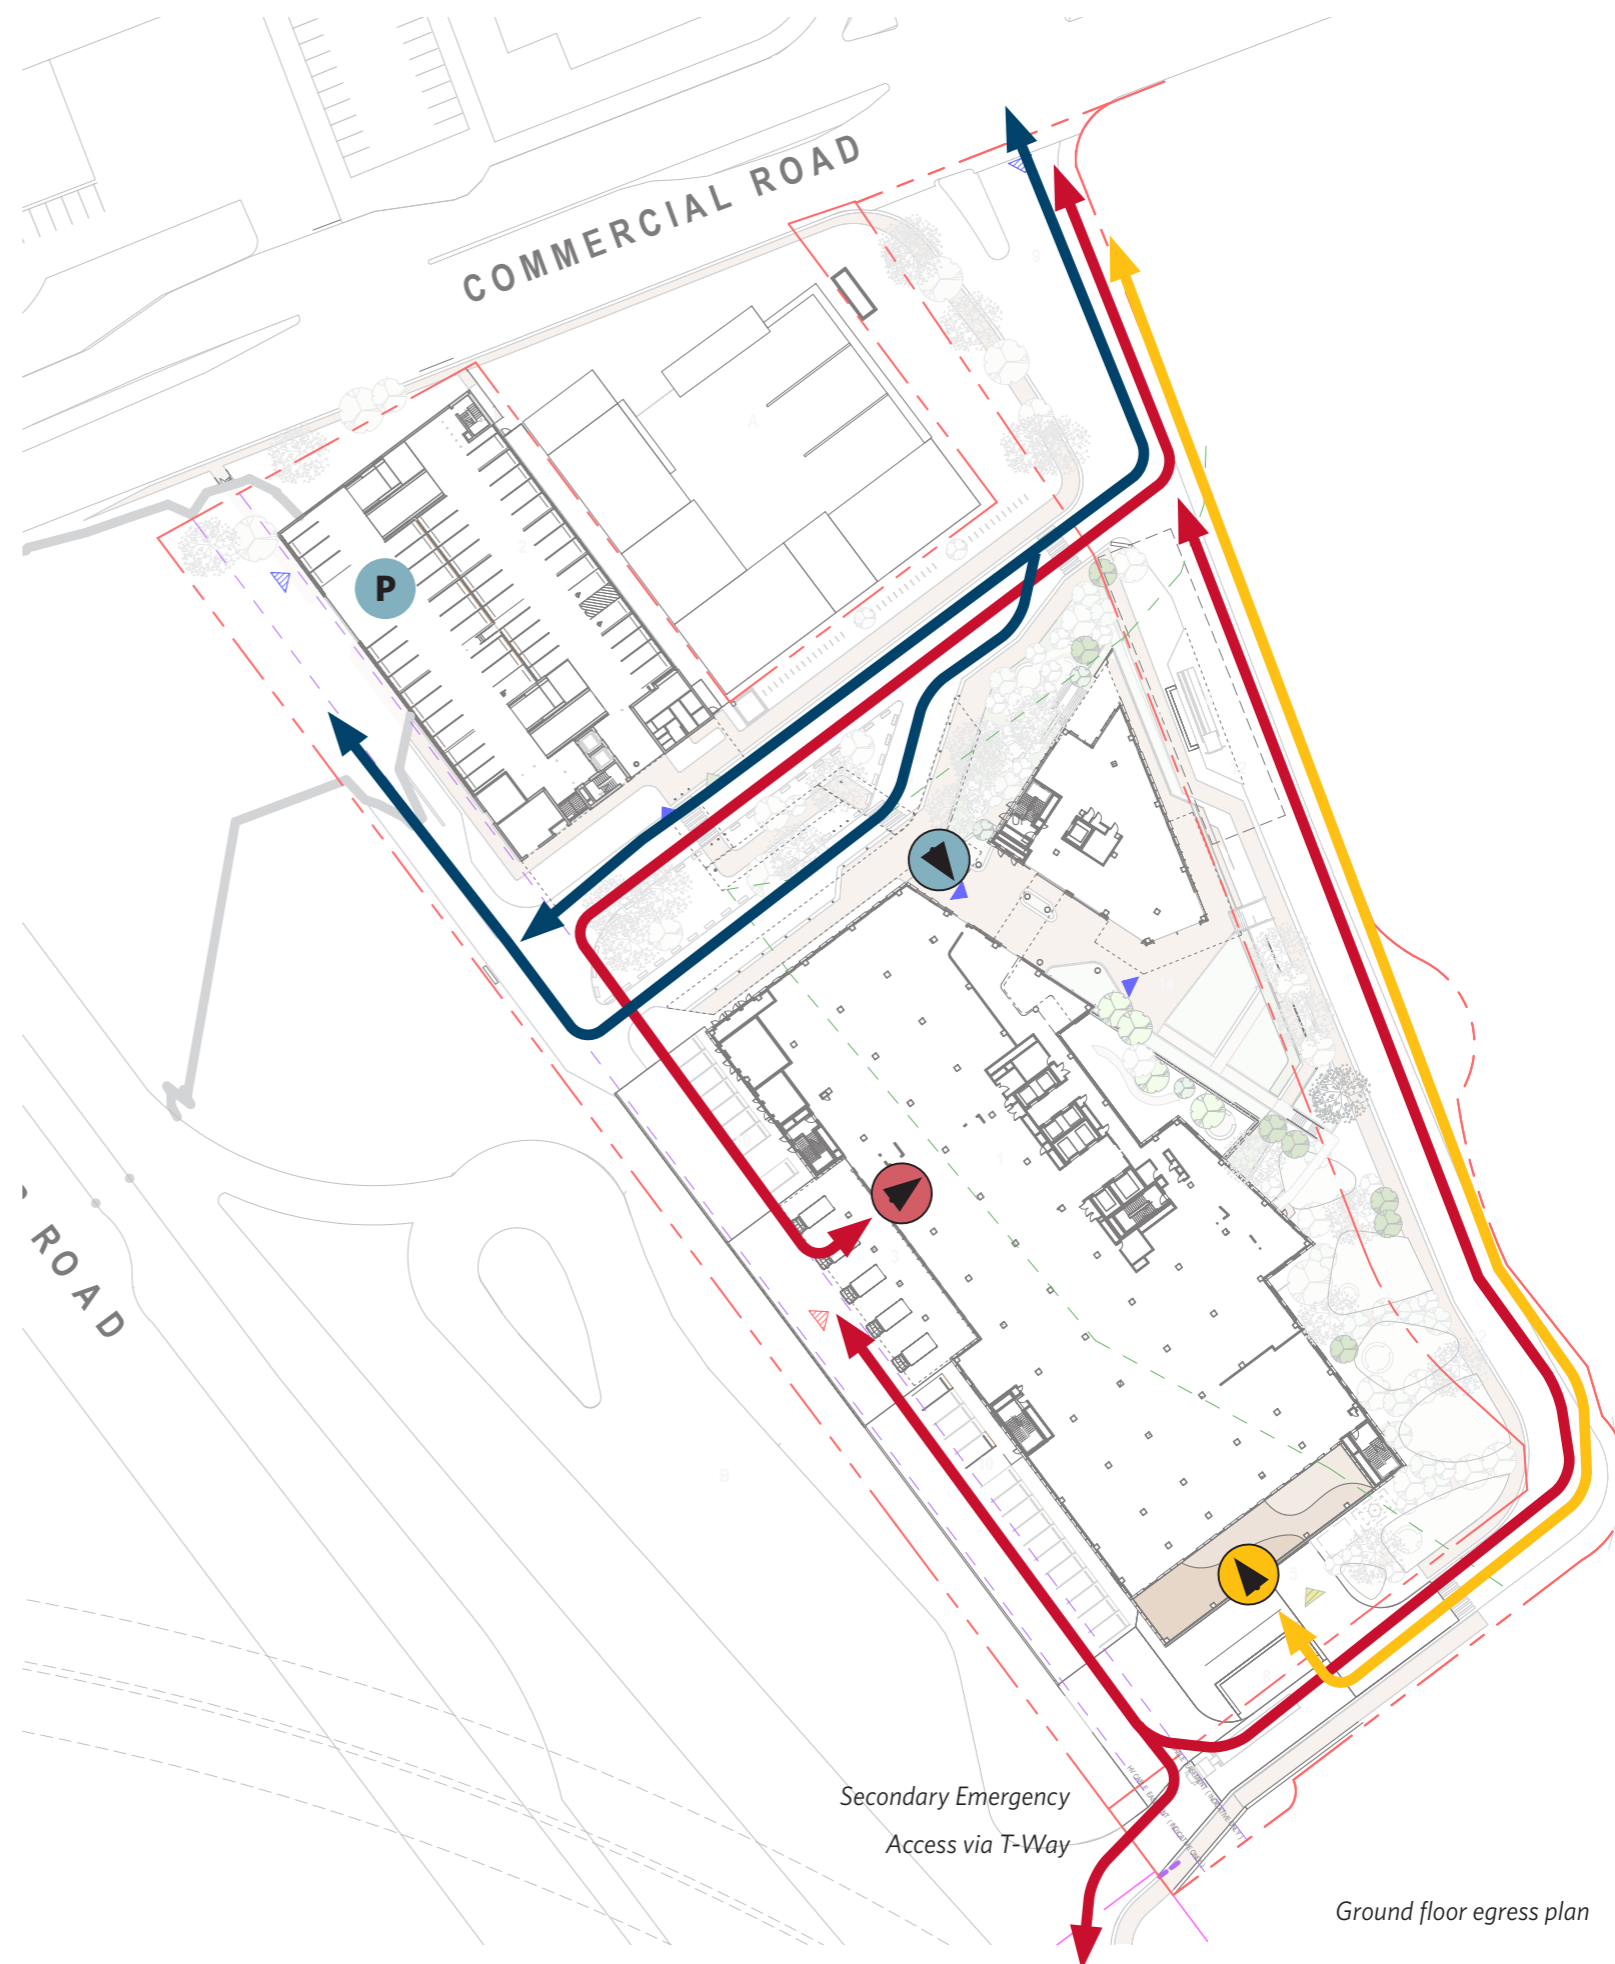 COMMERCIAL ROAD
P
ROAD
Secondary Emergency
Access via T-Way
Ground floor egress plan